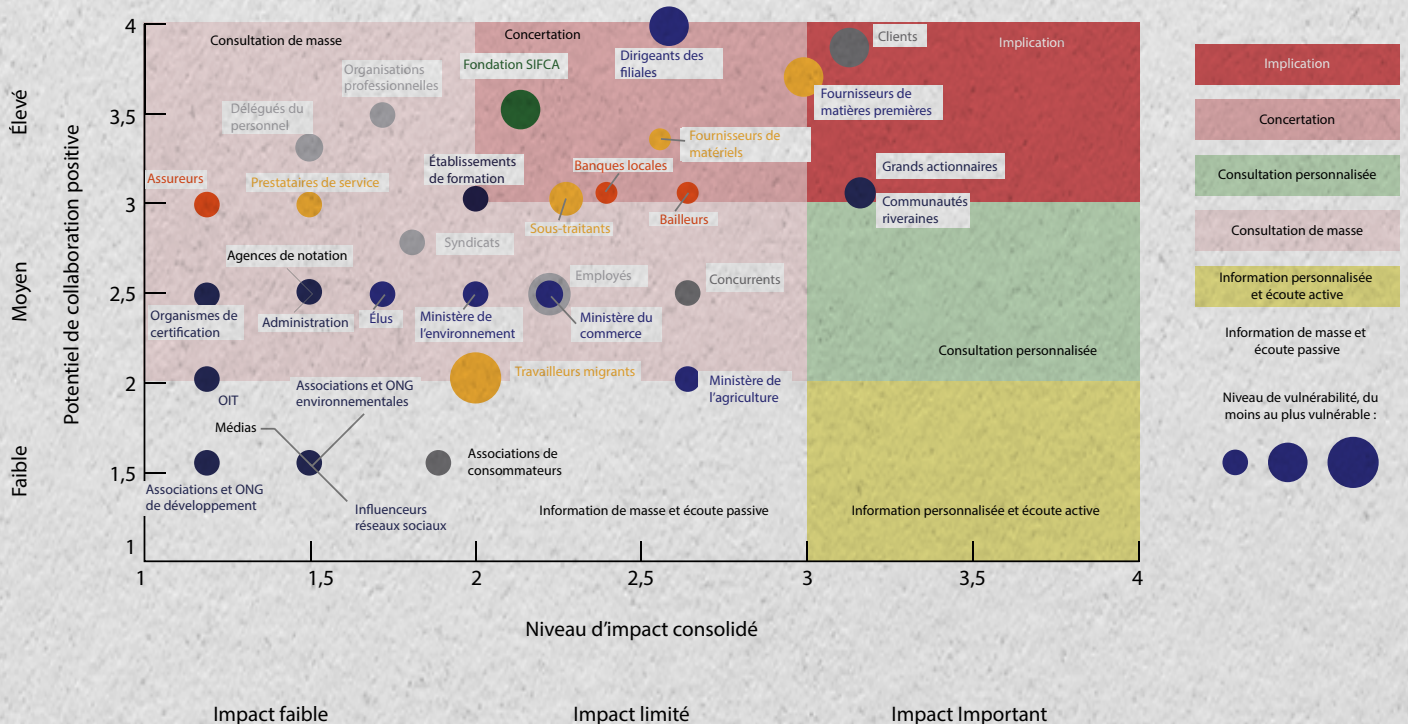 Potentiel de collaboration positive
Élevé
Moyen
Faible
4
3,5
3
2,5
2
1,5
1
Consultation de masse
Concertation
Implication
Dirigeants des
filiales
Clients
Fondation SIFCA
Organisations
professionnelles
Délégués du
personnel
Fournisseurs de
matières premières
Fournisseurs de
matériels
Établissements
de formation
Banques locales
Grands actionnaires
Assureurs
Prestataires de service
Sous-traitants
Bailleurs
Communautés
riveraines
Syndicats
Agences de notation
Employés
Concurrents
Organismes de
certification
Administration
Élus
Ministère de
l'environnement
Ministère du
commerce
Consultation personnalisée
Travailleurs migrants
Ministère de
l'agriculture
OIT
Associations et ONG
environnementales
Médias
Associations de
consommateurs
Associations et ONG
de développement
Influenceurs
réseaux sociaux
Information de masse et écoute passive
Information personnalisée et écoute active
1
1,5
2
2,5
3
3,5
4
Niveau d'impact consolidé
Impact faible
Impact limité
Impact Important
Implication
Concertation
Consultation personnalisée
Consultation de masse
Information personnalisée
et écoute active
Information de masse et
écoute passive
Niveau de vulnérabilité, du
moins au plus vulnérable :